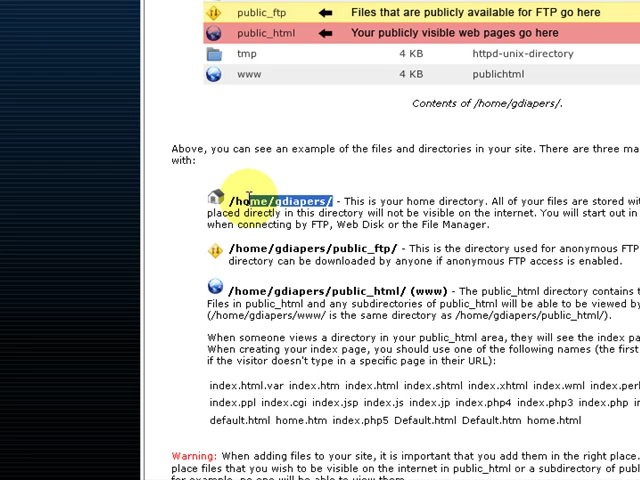 public_ftp Files that are publicly available for FTP go here
public_html Your publicly visible web pages go here
tmp 4 KB httpd-unix-directory
www 4 KB publichtml
Contents of /home/gdiapers/.
Above, you can see an example of the files and directories in your site. There are three ma
with:
/home/gdiapers/ - This is your home directory. All of your files are stored wit
placed directly in this directory will not be visible on the internet. You will start out in
when connecting by FTP, Web Disk or the File Manager.
/home/gdiapers/public_ftp/ - This is the directory used for anonymous FTP
directory can be downloaded by anyone if anonymous FTP access is enabled.
/home/gdiapers/public_html/ (www) - The public_html directory contains t
Files in public_html and any subdirectories of public_html will be able to be viewed by
(/home/gdiapers/www/ is the same directory as /home/gdiapers/public_html/).
When someone views a directory in your public_html area, they will see the index pa
When creating your index page, you should use one of the following names (the first
if the visitor doesn't type in a specific page in their URL):
index.html.var index.htm index.html index.shtml index.xhtml index.wml index.perl
index.ppl index.cgi index.jsp index.js index.jp index.php4 index.php3 index.php in
default.html home.htm index.php5 Default.html Default.htm home.html
Warning: When adding files to your site, it is important that you add them in the right place.
place files that you wish to be visible on the internet in public_html or a subdirectory of publ
for example, no one will be able to view them.